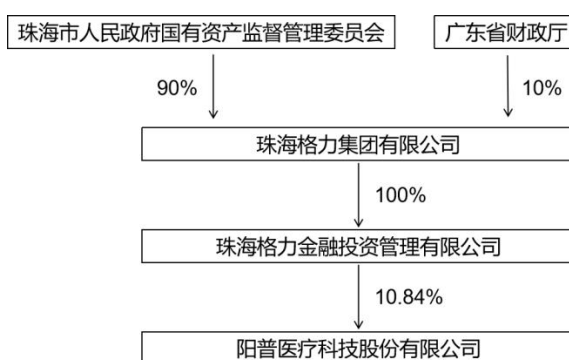 珠海市人民政府国有资产监督管理委员会
广东省财政厅
90%
10%
珠海格力集团有限公司
100%
珠海格力金融投资管理有限公司
10.84%
阳普医疗科技股份有限公司